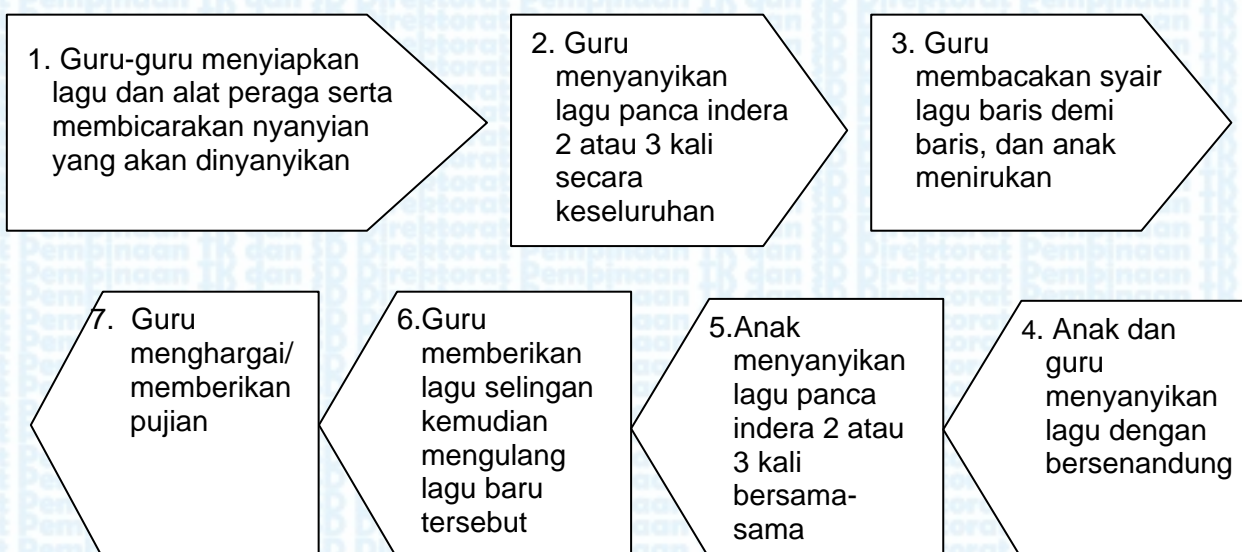 1. Guru-guru menyiapkan
lagu dan alat peraga serta
membicarakan nyanyian
yang akan dinyanyikan
2. Guru
menyanyikan
lagu panca indera
2 atau 3 kali
secara
keseluruhan
3. Guru
membacakan syair
lagu baris demi
baris, dan anak
menirukan
4. Anak dan
guru
menyanyikan
lagu dengan
bersenandung
5.Anak
menyanyikan
lagu panca
indera 2 atau
3 kali
bersama-
sama
6.Guru
memberikan
lagu selingan
kemudian
mengulang
lagu baru
tersebut
7. Guru
menghargai/
memberikan
pujian